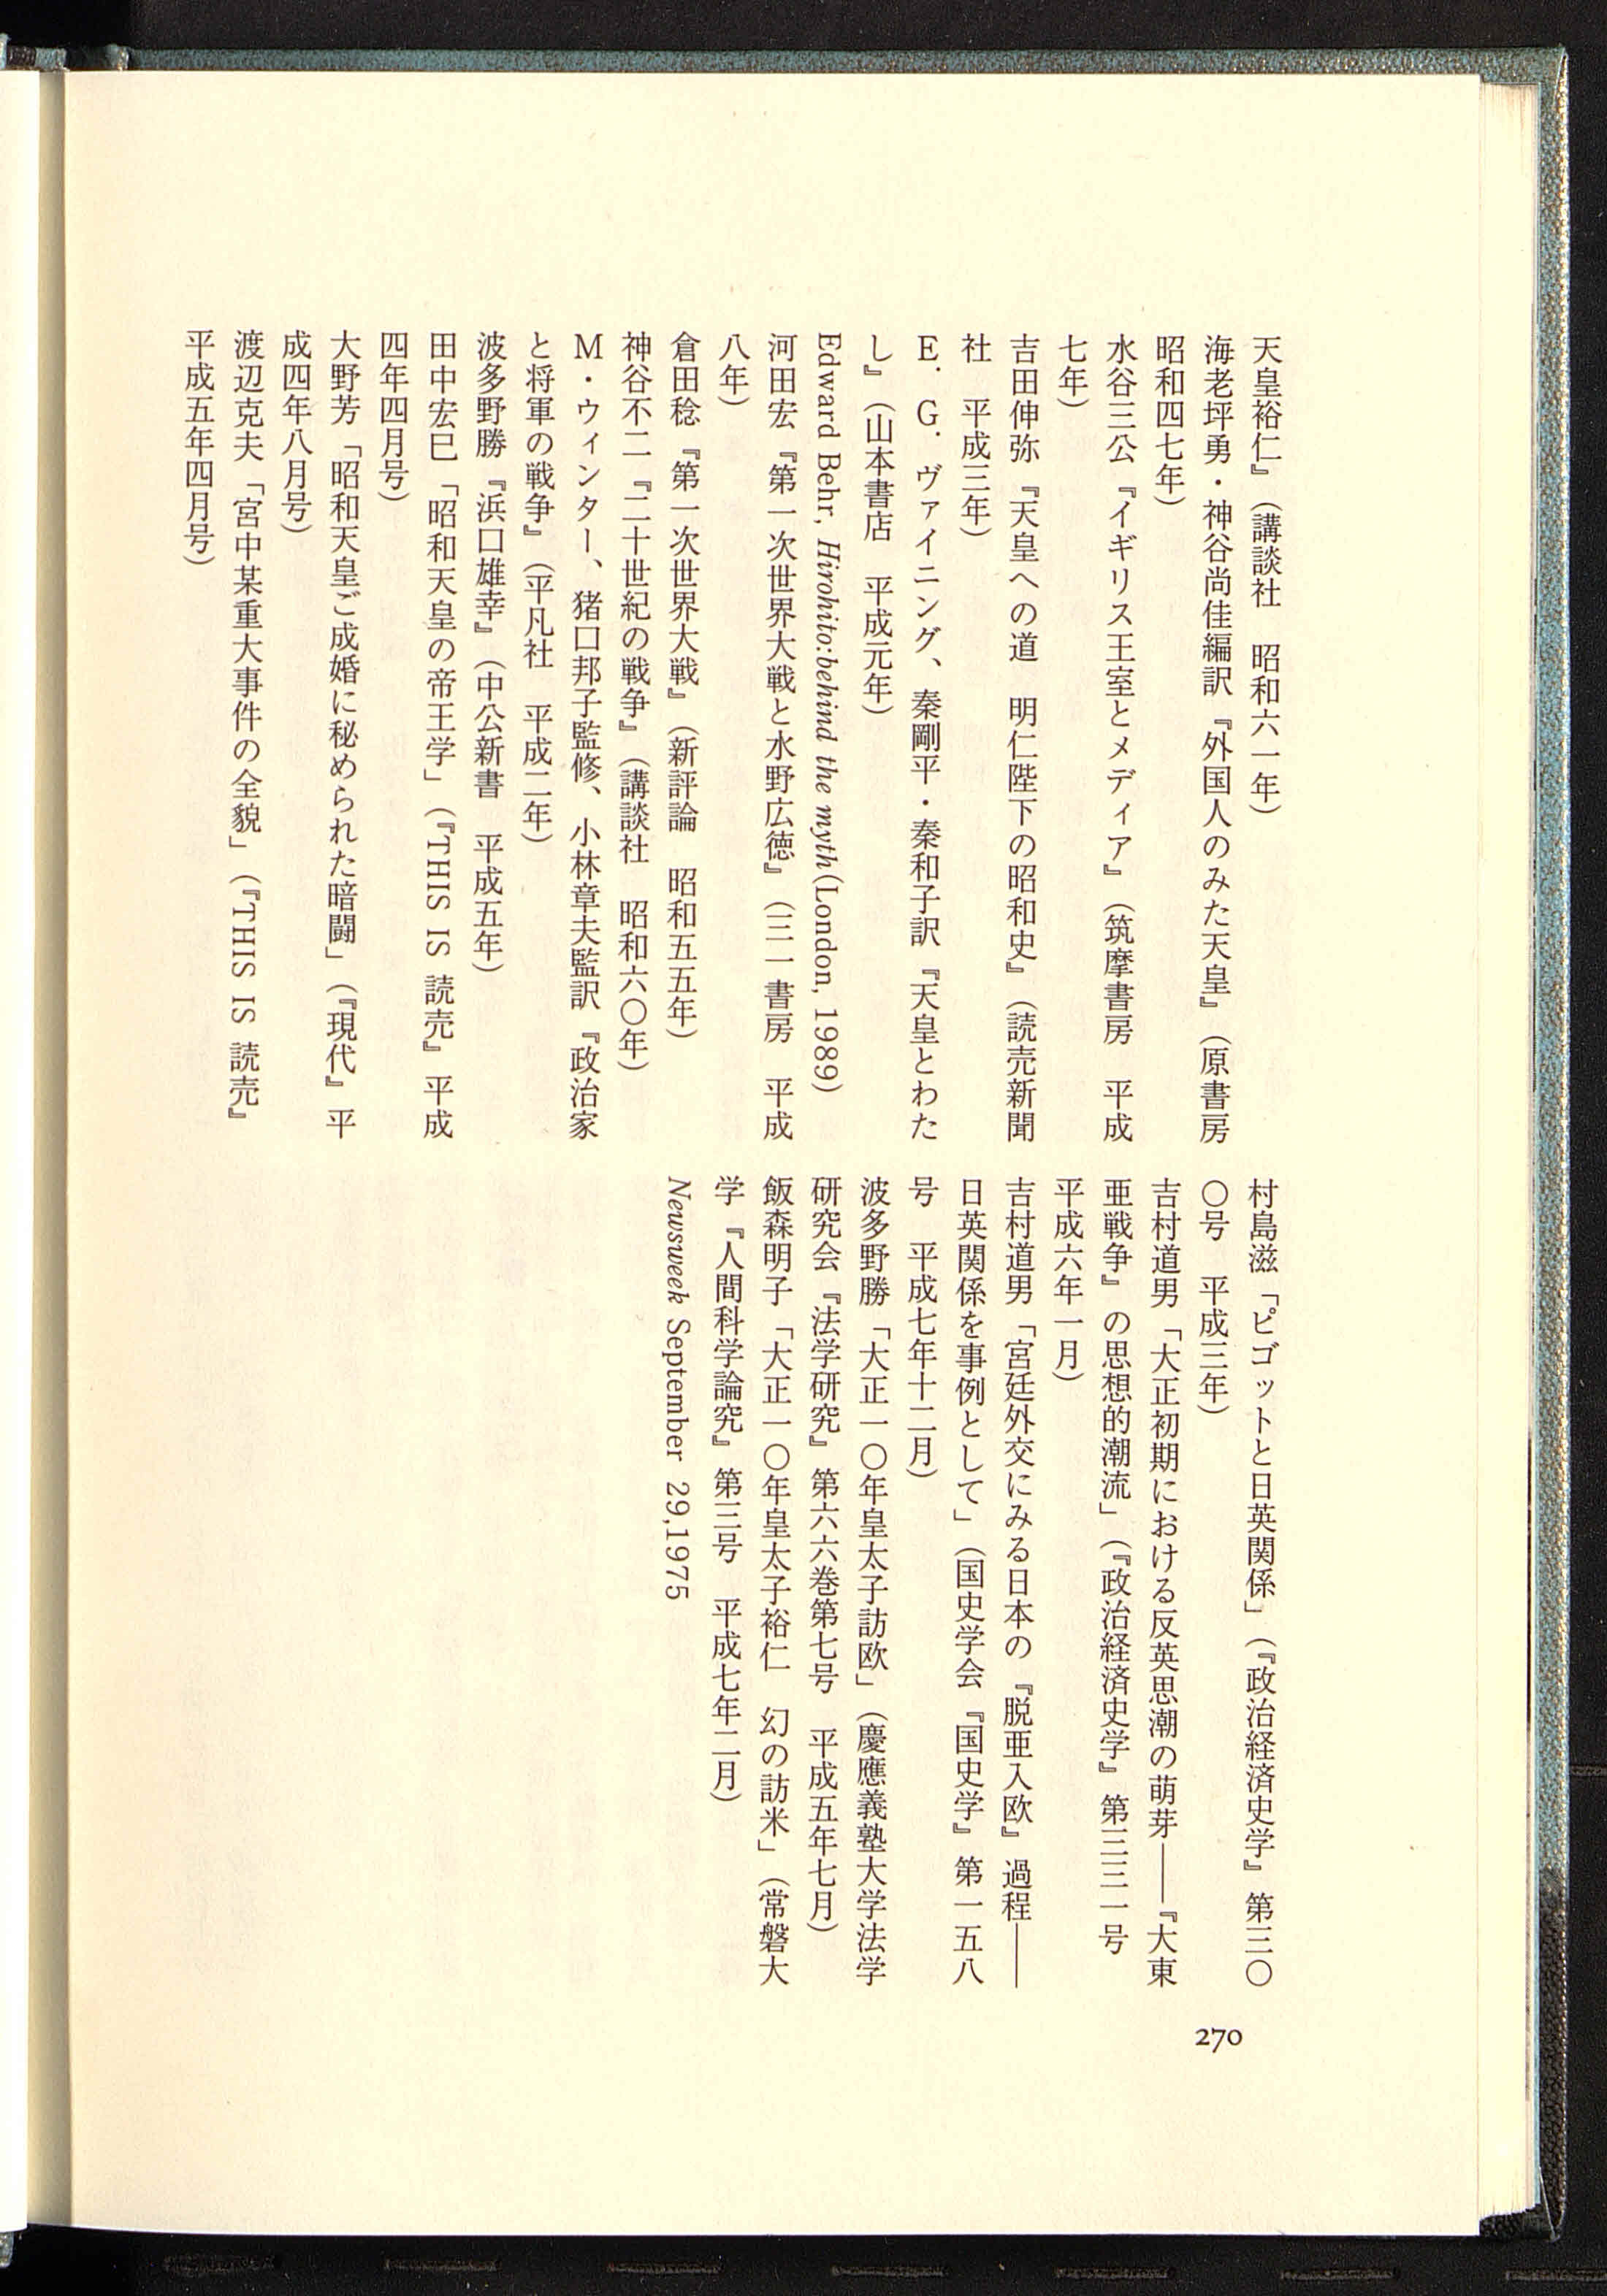 天皇裕仁』（講談社　昭和六一年）
海老坪勇・神谷尚佳編訳『外国人のみた天皇』（原書房
昭和四七年）
水谷三公『イギリス王室とメディア』（筑摩書房　平成
七年）
吉田伸弥『天皇への道　明仁陛下の昭和史』（読売新聞
社　平成三年）
E．G．ヴァイニング、秦剛平・秦和子訳『天皇とわた
し』（山本書店　平成元年）
Edward Behr, Hirohito:behind the myth(London, 1989)
河田宏『第一次世界大戦と水野広徳』（三一書房　平成
八年）
倉田稔『第一次世界大戦』（新評論　昭和五五年）
神谷不二『二十世紀の戦争』（講談社　昭和六〇年）
M・ウィンター、猪口邦子監修、小林章夫監訳『政治家
と将軍の戦争』（平凡社　平成二年）
波多野勝『浜口雄幸』（中公新書　平成五年）
田中宏巳「昭和天皇の帝王学」（『THIS IS 読売』平成
四年四月号）
大野芳「昭和天皇ご成婚に秘められた暗闘」（『現代』平
成四年八月号）
渡辺克夫「宮中某重大事件の全貌」（『THIS IS 読売』
平成五年四月号）
村島滋「ピゴットと日英関係」（『政治経済史学』第三〇
〇号　平成三年）
吉村道男「大正初期における反英思潮の萌芽――『大東
亜戦争』の思想的潮流」（『政治経済史学』第三三一号
平成六年一月）
吉村道男「宮廷外交にみる日本の『脱亜入欧』過程――
日英関係を事例として」（国史学会『国史学』第一五八
号　平成七年十二月）
波多野勝「大正一〇年皇太子訪欧」（慶應義塾大学法学
研究会『法学研究』第六六巻第七号　平成五年七月）
飯森明子「大正一〇年皇太子裕仁　幻の訪米」（常磐大
学『人間科学論究』第三号　平成七年二月）
Newsweek September 29,1975
270